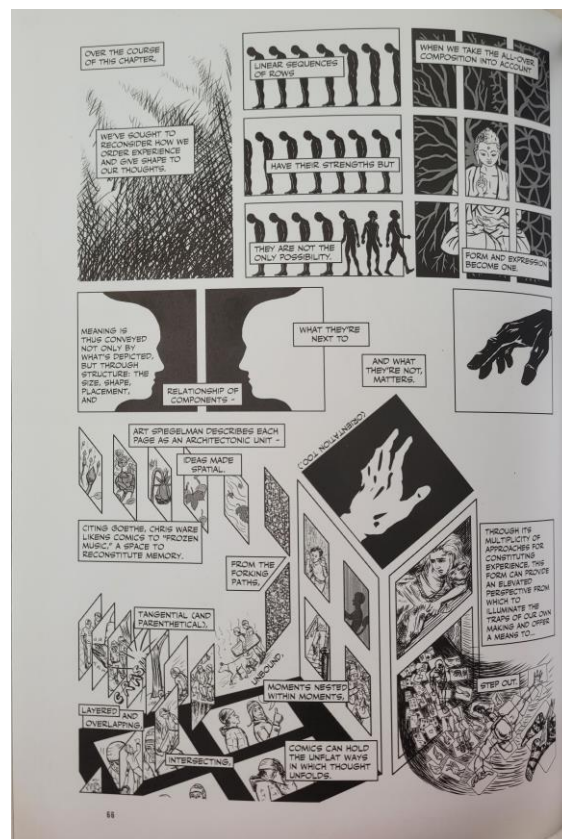 OVER THE COURSE
OF THIS CHAPTER,
WE'VE SOUGHT TO
RECONSIDER HOW WE
ORDER EXPERIENCE
AND GIVE SHAPE TO
OUR THOUGHTS.
LINEAR SEQUENCES
OF ROWS
HAVE THEIR STRENGTHS BUT
THEY ARE NOT THE
ONLY POSSIBILITY.
WHEN WE TAKE THE ALL-OVER
COMPOSITION INTO ACCOUNT
FORM AND EXPRESSION
BECOME ONE.
MEANING IS
THUS CONVEYED
NOT ONLY BY
WHAT'S DEPICTED,
BUT THROUGH
STRUCTURE: THE
SIZE, SHAPE,
PLACEMENT,
AND
RELATIONSHIP OF
COMPONENTS –
WHAT THEY'RE
NEXT TO
AND WHAT
THEY'RE NOT,
MATTERS.
(ORIENTATION TOO.)
ART SPIEGELMAN DESCRIBES EACH
PAGE AS AN ARCHITECTONIC UNIT –
IDEAS MADE
SPATIAL.
CITING GOETHE, CHRIS WARE
LIKENS COMICS TO "FROZEN
MUSIC," A SPACE TO
RECONSTITUTE MEMORY.
FROM THE
FORKING
PATHS,
TANGENTIAL (AND
PARENTHETICAL),
UNBOUND,
LAYERED AND
OVERLAPPING
INTERSECTING,
MOMENTS NESTED
WITHIN MOMENTS,
COMICS CAN HOLD
THE UNFLAT WAYS
IN WHICH THOUGHT
UNFOLDS.
THROUGH ITS
MULTIPLICITY OF
APPROACHES FOR
CONSTITUTING
EXPERIENCE, THIS
FORM CAN PROVIDE
AN ELEVATED
PERSPECTIVE FROM
WHICH TO
ILLUMINATE THE
TRAPS OF OUR OWN
MAKING AND OFFER
A MEANS TO...
STEP OUT.
66